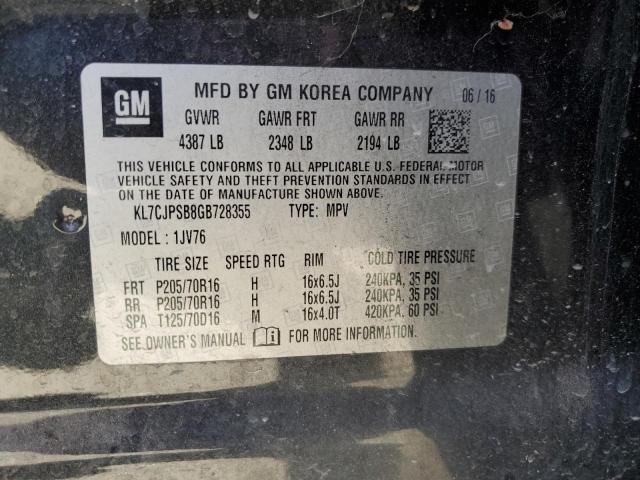 GM
MFD BY GM KOREA COMPANY 06 / 16
GVWR GAWR FRT GAWR RR
4387 LB 2348 LB 2194 LB
THIS VEHICLE CONFORMS TO ALL APPLICABLE U.S. FEDERAL MOTOR
VEHICLE SAFETY AND THEFT PREVENTION STANDARDS IN EFFECT
ON THE DATE OF MANUFACTURE SHOWN ABOVE.
KL7CJPSB8GB728355 TYPE: MPV
MODEL: 1JV76
TIRE SIZE SPEED RTG RIM COLD TIRE PRESSURE
FRT P205/70R16 H 16x6.5J 240KPA, 35 PSI
RR P205/70R16 H 16x6.5J 240KPA, 35 PSI
SPA T125/70D16 M 16x4.0T 420KPA, 60 PSI
SEE OWNER'S MANUAL FOR MORE INFORMATION.